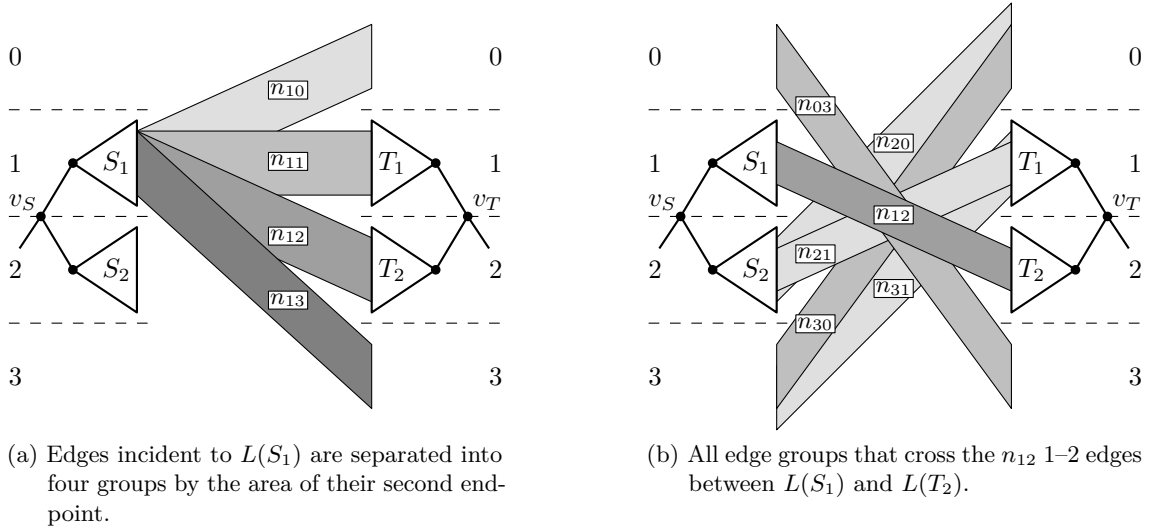 0
n10
0
1
S1
n11
T1
1
vS
vT
2
S2
n12
T2
2
n13
3
3
(a) Edges incident to L(S1) are separated into
four groups by the area of their second end-
point.
0
n03
n20
0
1
S1
T1
1
vS
n12
vT
2
S2
n21
T2
2
n31
n30
3
3
(b) All edge groups that cross the n12 1–2 edges
between L(S1) and L(T2).